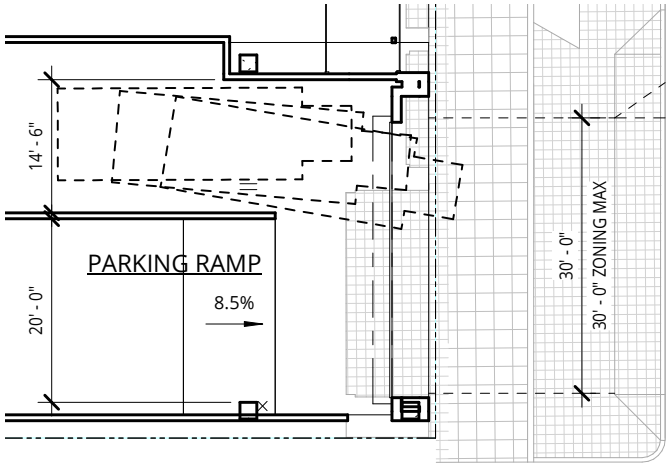 14' - 6"
PARKING RAMP
8.5%
20' - 0"
30' - 0"
30' - 0" ZONING MAX